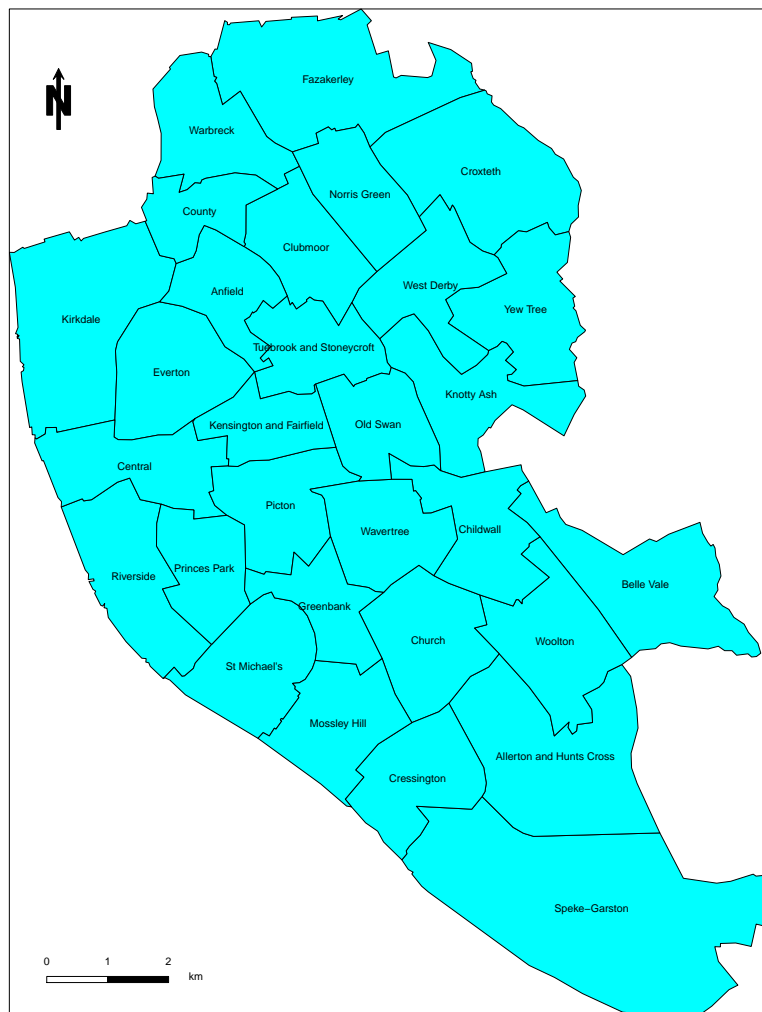 Fazakerley
N
Warbreck
Croxteth
Norris Green
County
Clubmoor
West Derby
Anfield
Yew Tree
Kirkdale
Tuebrook and Stoneycroft
Everton
Knotty Ash
Kensington and Fairfield
Old Swan
Central
Picton
Childwall
Wavertree
Princes Park
Riverside
Belle Vale
Greenbank
Church
Woolton
St Michael's
Mossley Hill
Allerton and Hunts Cross
Cressington
Speke−Garston
0 1 2
km